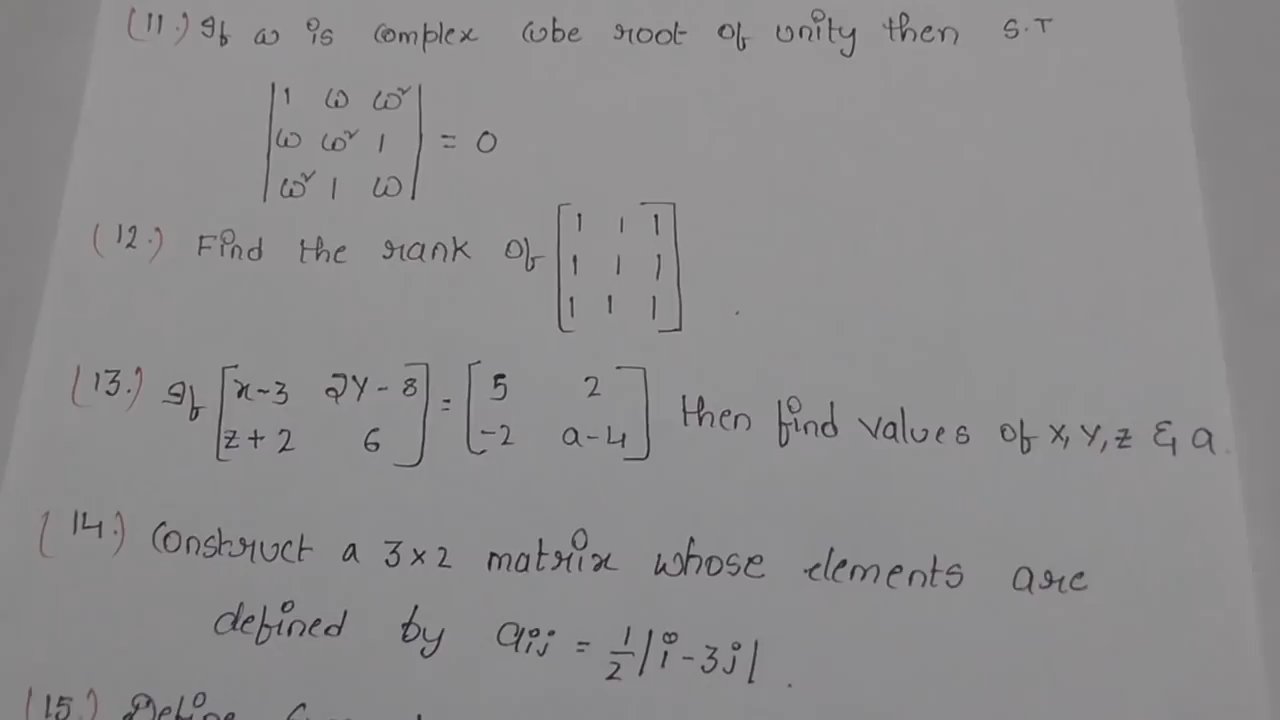 (11.) If ω is complex cube root of unity then S.T
|1 ω ω²|
|ω ω² 1| = 0
|ω² 1 ω|
(12.) Find the rank of [1 1 1]
[1 1 1]
[1 1 1].
(13.) If [x-3 2Y-8] = [5 2] then find values of x, y, z & a.
[z+2 6] [-2 a-4]
(14.) Construct a 3×2 matrix whose elements are
defined by aij = 1/2|i-3j|.
(15.) Define